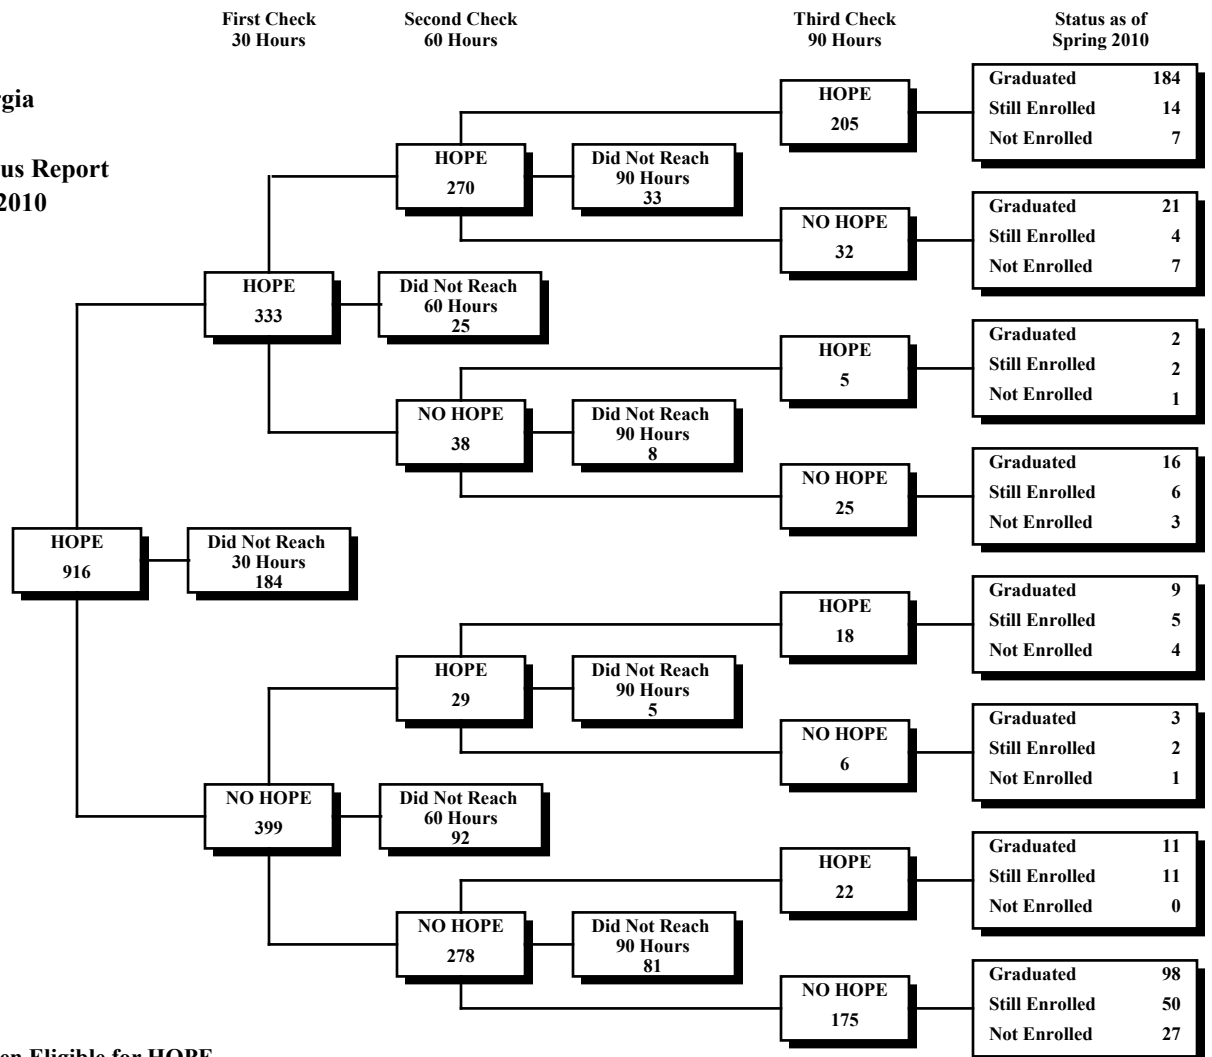 First Check
30 Hours
Second Check
60 Hours
Third Check
90 Hours
Status as of
Spring 2010
rgia
us Report
2010
HOPE
916
Did Not Reach
30 Hours
184
HOPE
333
Did Not Reach
60 Hours
25
NO HOPE
399
Did Not Reach
60 Hours
92
HOPE
270
Did Not Reach
90 Hours
33
NO HOPE
38
Did Not Reach
90 Hours
8
HOPE
29
Did Not Reach
90 Hours
5
NO HOPE
278
Did Not Reach
90 Hours
81
HOPE
205
Graduated 184
Still Enrolled 14
Not Enrolled 7
NO HOPE
32
Graduated 21
Still Enrolled 4
Not Enrolled 7
HOPE
5
Graduated 2
Still Enrolled 2
Not Enrolled 1
NO HOPE
25
Graduated 16
Still Enrolled 6
Not Enrolled 3
HOPE
18
Graduated 9
Still Enrolled 5
Not Enrolled 4
NO HOPE
6
Graduated 3
Still Enrolled 2
Not Enrolled 1
HOPE
22
Graduated 11
Still Enrolled 11
Not Enrolled 0
NO HOPE
175
Graduated 98
Still Enrolled 50
Not Enrolled 27
en Eligible for HOPE